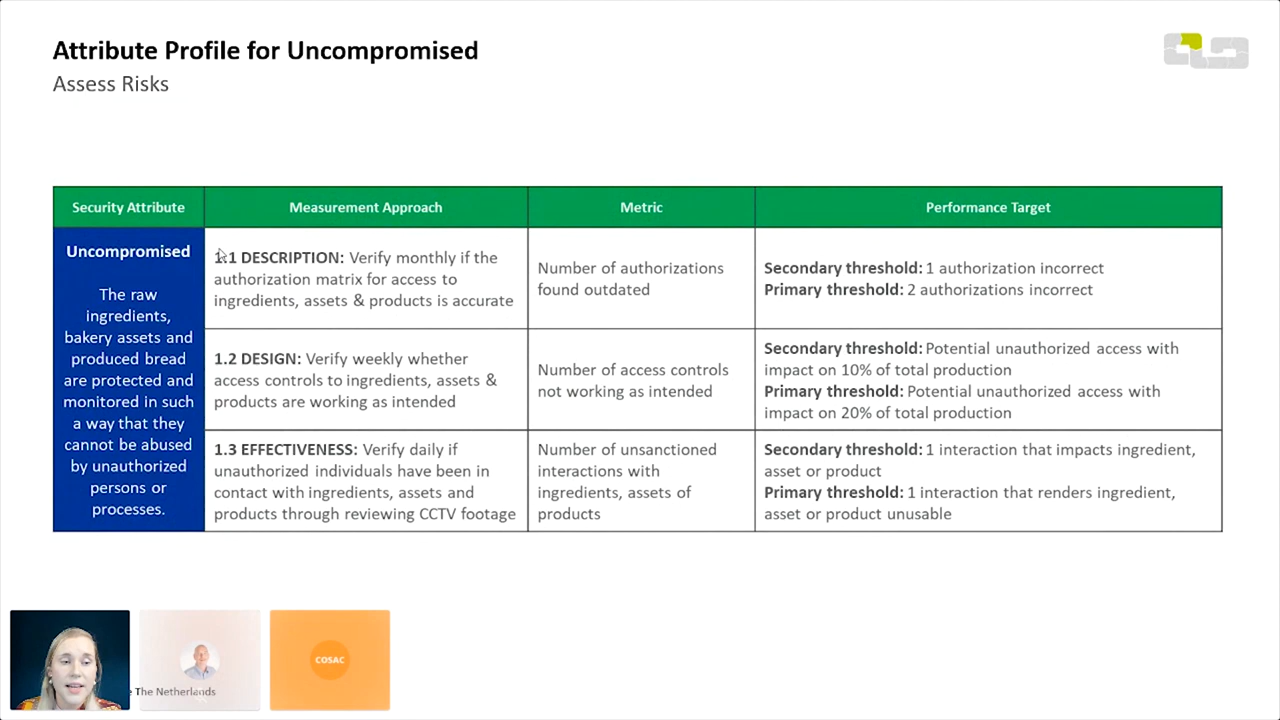 Attribute Profile for Uncompromised
Assess Risks
Security Attribute
Measurement Approach
Metric
Performance Target
Uncompromised
The raw
ingredients,
bakery assets and
produced bread
are protected and
monitored in such
a way that they
cannot be abused
by unauthorized
persons or
processes.
1.1 DESCRIPTION: Verify monthly if the
authorization matrix for access to
ingredients, assets & products is accurate
Number of authorizations
found outdated
Secondary threshold: 1 authorization incorrect
Primary threshold: 2 authorizations incorrect
1.2 DESIGN: Verify weekly whether
access controls to ingredients, assets &
products are working as intended
Number of access controls
not working as intended
Secondary threshold: Potential unauthorized access with
impact on 10% of total production
Primary threshold: Potential unauthorized access with
impact on 20% of total production
1.3 EFFECTIVENESS: Verify daily if
unauthorized individuals have been in
contact with ingredients, assets and
products through reviewing CCTV footage
Number of unsanctioned
interactions with
ingredients, assets of
products
Secondary threshold: 1 interaction that impacts ingredient,
asset or product
Primary threshold: 1 interaction that renders ingredient,
asset or product unusable
COSAC
The Netherlands